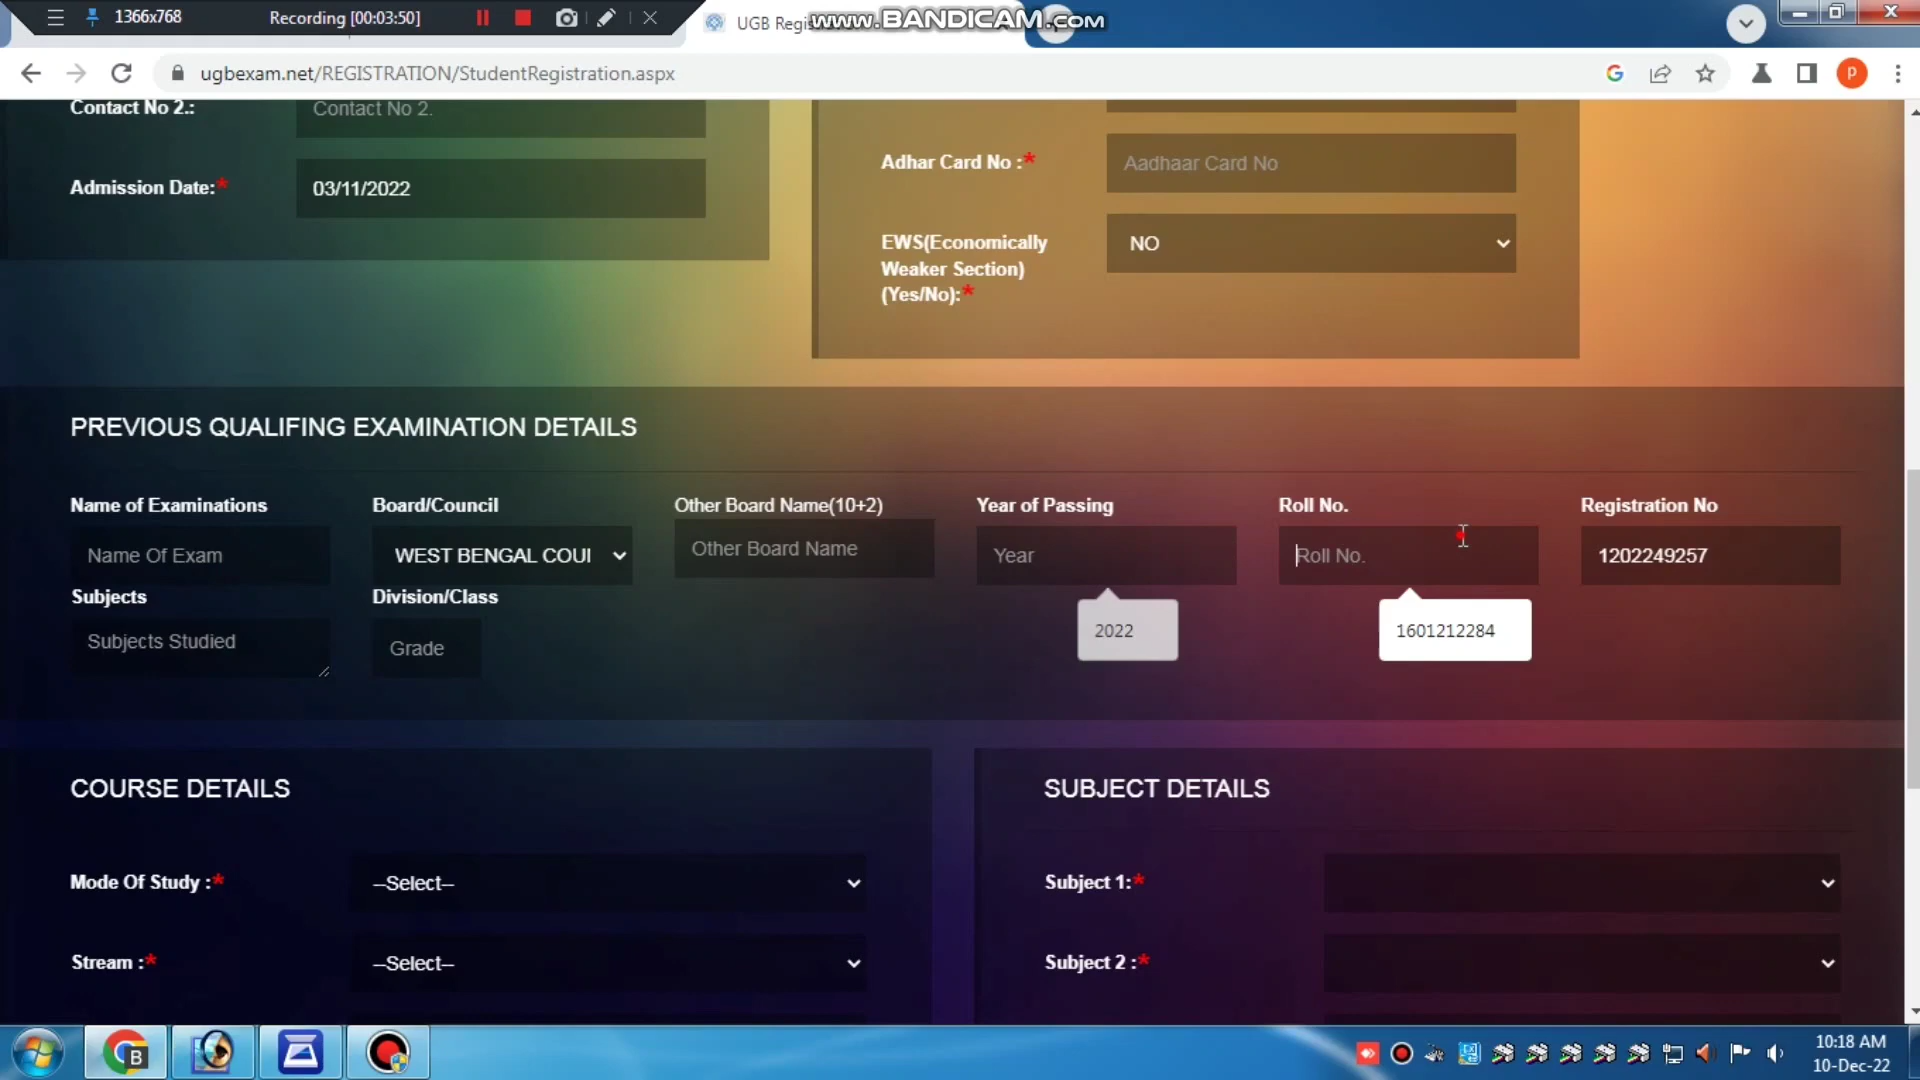 1366x768
Recording [00:03:50]
UGB Regis
www.BANDICAM.com
ugbexam.net/REGISTRATION/StudentRegistration.aspx
P
Contact No 2.:
Contact No 2.
Admission Date:*
03/11/2022
Adhar Card No :*
Aadhaar Card No
EWS(Economically
Weaker Section)
(Yes/No):*
NO
PREVIOUS QUALIFING EXAMINATION DETAILS
Name of Examinations
Board/Council
Other Board Name(10+2)
Year of Passing
Roll No.
Registration No
Name Of Exam
WEST BENGAL COUI
Other Board Name
Year
Roll No.
1202249257
Subjects
Division/Class
2022
1601212284
Subjects Studied
Grade
COURSE DETAILS
Mode Of Study :*
--Select--
Stream :*
--Select--
SUBJECT DETAILS
Subject 1:*
Subject 2 :*
B
10:18 AM
10-Dec-22